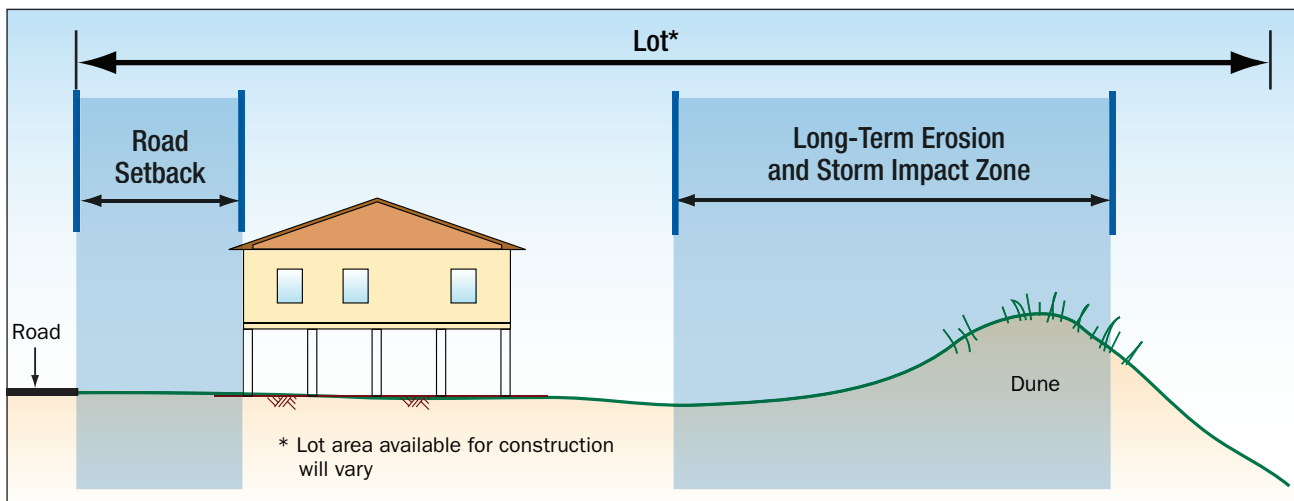 Lot*
Road
Setback
Long-Term Erosion
and Storm Impact Zone
Road
Dune
* Lot area available for construction
will vary